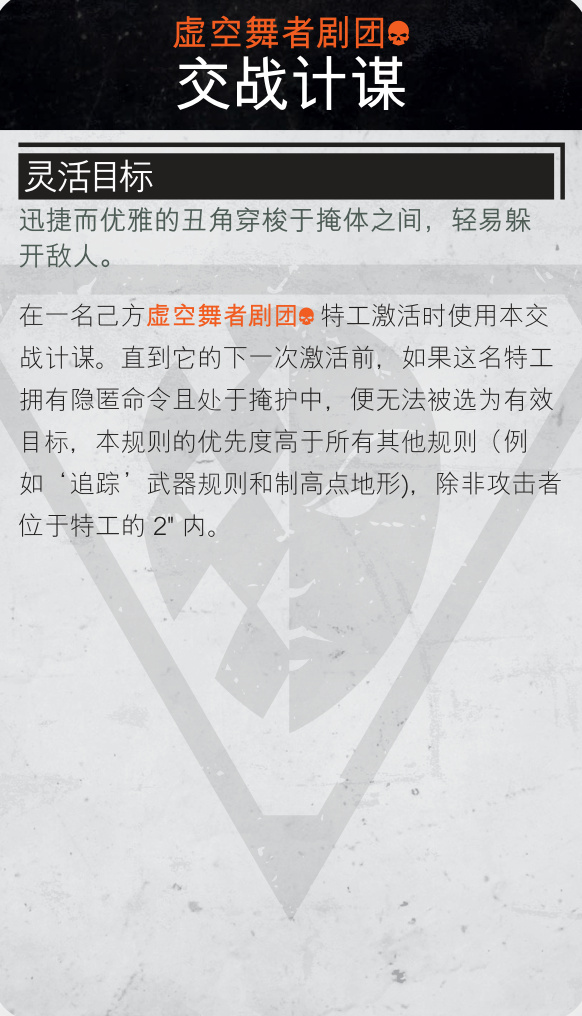 虚空舞者剧团
交战计谋
灵活目标
迅捷而优雅的丑角穿梭于掩体之间，轻易躲
开敌人。
在一名己方虚空舞者剧团 特工激活时使用本交
战计谋。直到它的下一次激活前，如果这名特工
拥有隐匿命令且处于掩护中，便无法被选为有效
目标，本规则的优先度高于所有其他规则（例
如‘追踪’武器规则和制高点地形)，除非攻击者
位于特工的 2" 内。